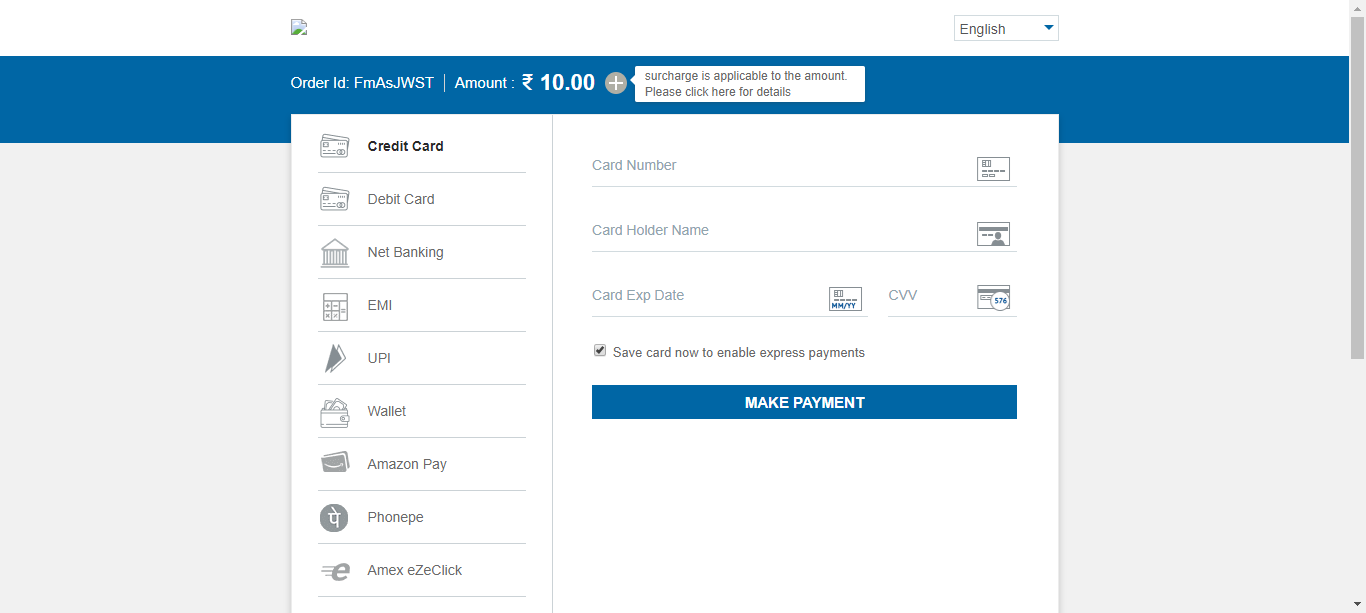 English
Order Id: FmAsJWST | Amount : ₹ 10.00
surcharge is applicable to the amount.
Please click here for details
Credit Card
Debit Card
Net Banking
EMI
UPI
Wallet
Amazon Pay
Phonepe
पे
Amex eZeClick
e
Card Number
Card Holder Name
Card Exp Date
MM/YY
CVV
576
Save card now to enable express payments
MAKE PAYMENT